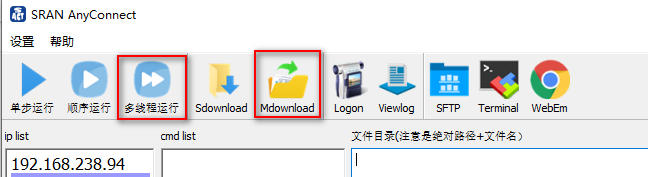 SRAN AnyConnect
设置 帮助
单步运行 顺序运行 多线程运行 Sdownload Mdownload Logon Viewlog SFTP Terminal WebEm
ip list cmd list 文件目录(注意是绝对路径+文件名)
192.168.238.94